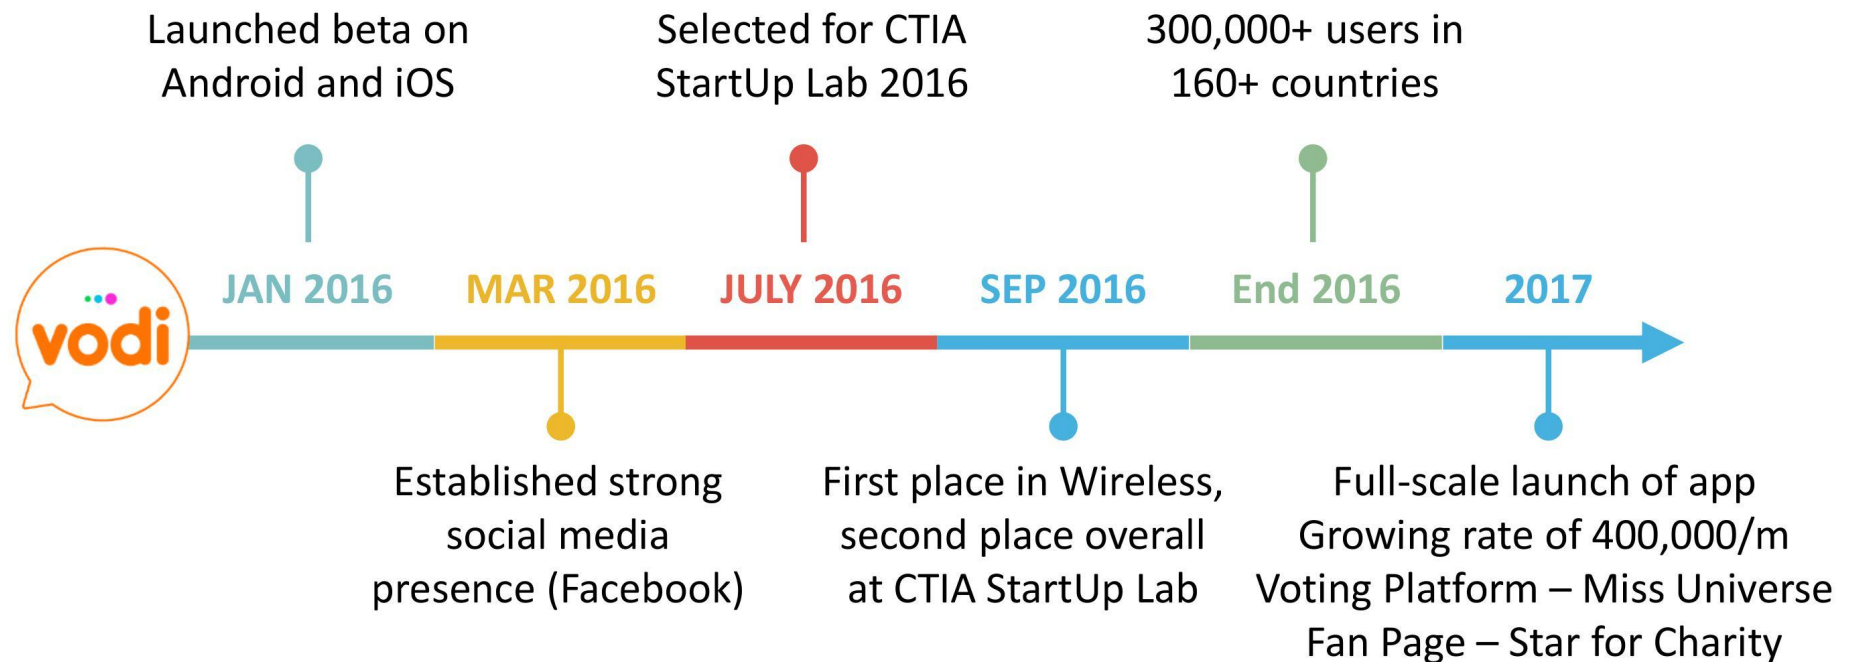 Launched beta on
Android and iOS
Selected for CTIA
StartUp Lab 2016
300,000+ users in
160+ countries
vodi
JAN 2016
MAR 2016
JULY 2016
SEP 2016
End 2016
2017
Established strong
social media
presence (Facebook)
First place in Wireless,
second place overall
at CTIA StartUp Lab
Full-scale launch of app
Growing rate of 400,000/m
Voting Platform – Miss Universe
Fan Page – Star for Charity